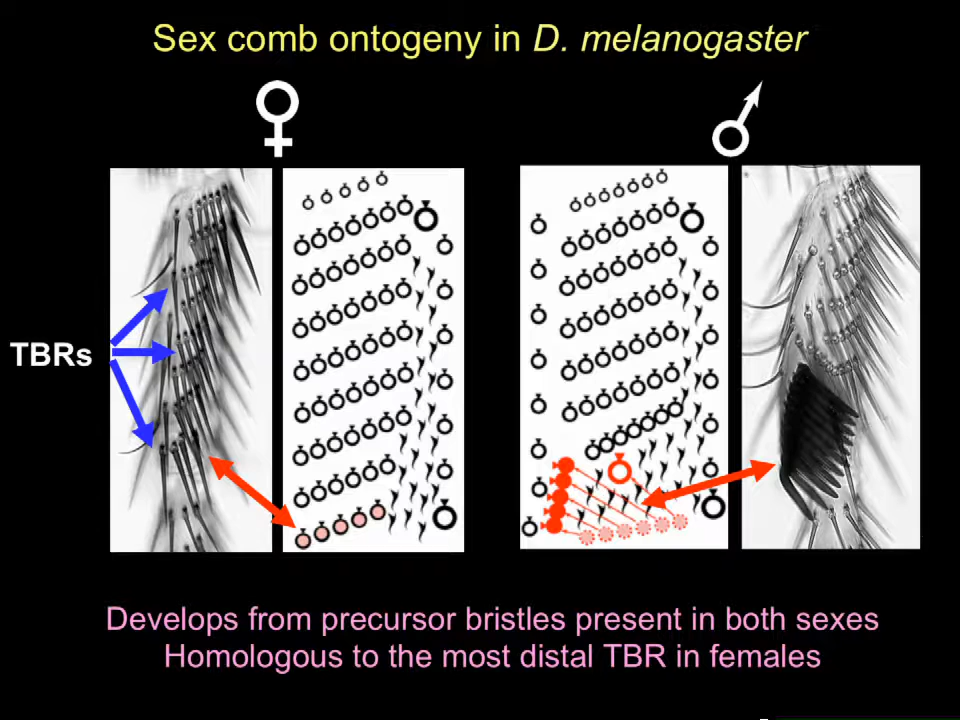 Sex comb ontogeny in D. melanogaster
♀ ♂
TBRs
Develops from precursor bristles present in both sexes
Homologous to the most distal TBR in females